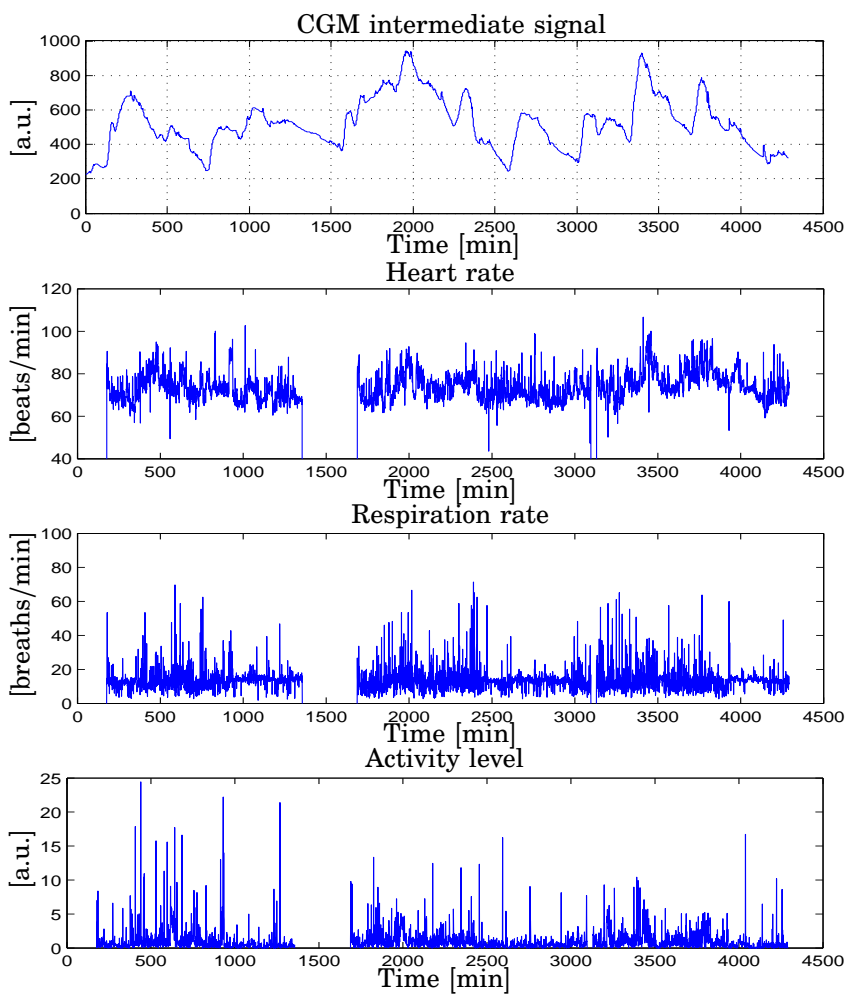 CGM intermediate signal
1000
800
600
400
200
0
[a.u.]
0 500 1000 1500 2000 2500 3000 3500 4000 4500
Time [min]
Heart rate
120
100
80
60
40
[beats/min]
0 500 1000 1500 2000 2500 3000 3500 4000 4500
Time [min]
Respiration rate
100
80
60
40
20
0
[breaths/min]
0 500 1000 1500 2000 2500 3000 3500 4000 4500
Time [min]
Activity level
25
20
15
10
5
0
[a.u.]
0 500 1000 1500 2000 2500 3000 3500 4000 4500
Time [min]